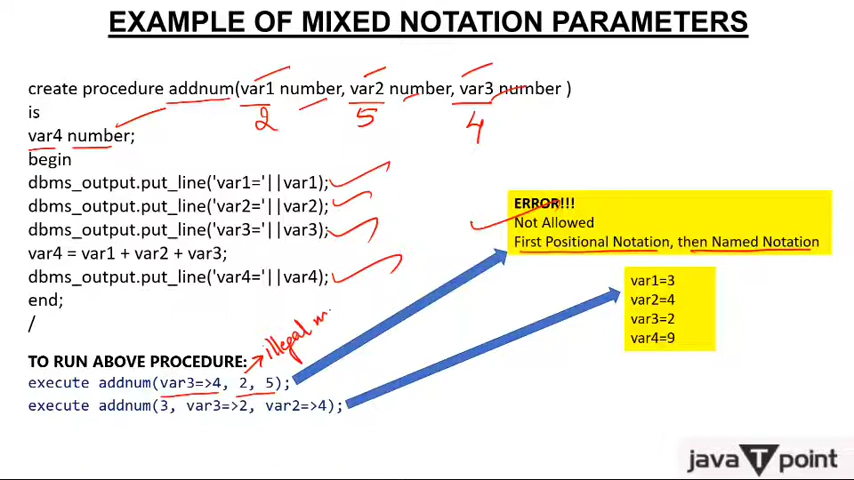 EXAMPLE OF MIXED NOTATION PARAMETERS
create procedure addnum(var1 number, var2 number, var3 number )
2 5 4
is
var4 number;
begin
dbms_output.put_line('var1='||var1);
dbms_output.put_line('var2='||var2);
dbms_output.put_line('var3='||var3);
var4 = var1 + var2 + var3;
dbms_output.put_line('var4='||var4);
end;
/
ERROR!!!
Not Allowed
First Positional Notation, then Named Notation
var1=3
var2=4
var3=2
var4=9
illegal m.
TO RUN ABOVE PROCEDURE:
execute addnum(var3=>4, 2, 5);
execute addnum(3, var3=>2, var2=>4);
java T point